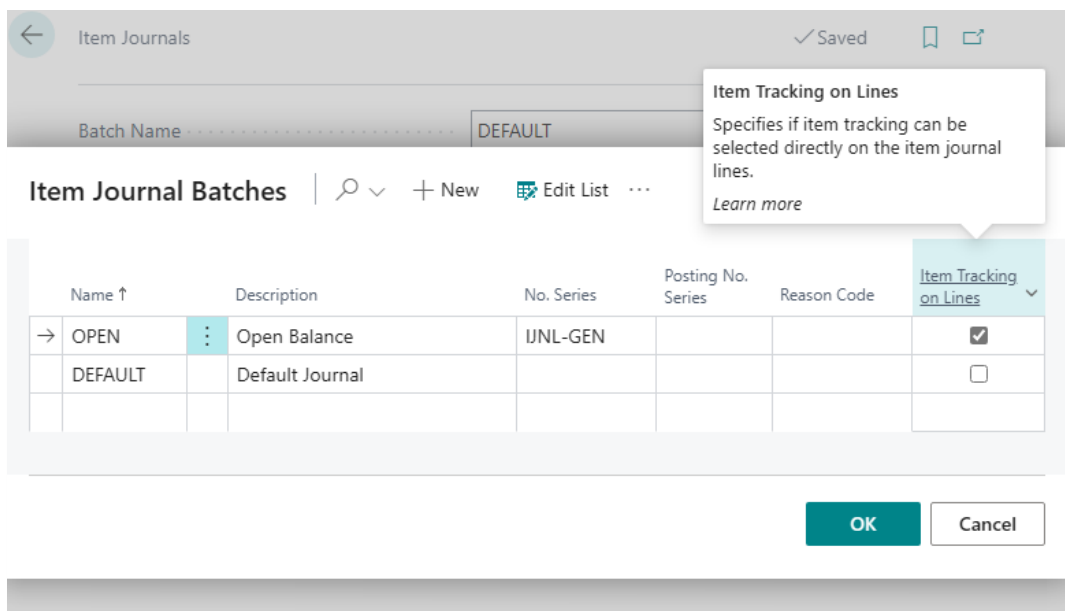 Item Journals
Saved
Item Tracking on Lines
Specifies if item tracking can be
selected directly on the item journal
lines.
Learn more
Batch Name
DEFAULT
Item Journal Batches
New
Edit List
Name ↑
Description
No. Series
Posting No.
Series
Reason Code
Item Tracking
on Lines
OPEN
Open Balance
IJNL-GEN
DEFAULT
Default Journal
OK
Cancel